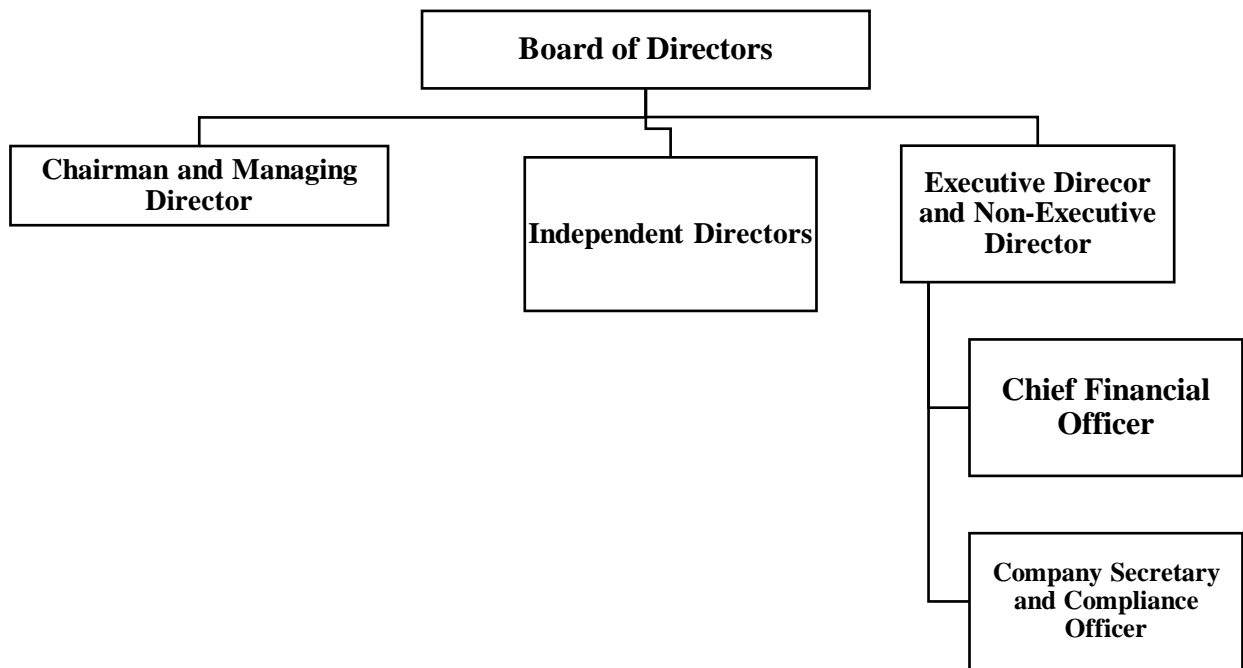 Board of Directors
Chairman and Managing
Director
Independent Directors
Executive Direcor
and Non-Executive
Director
Chief Financial
Officer
Company Secretary
and Compliance
Officer